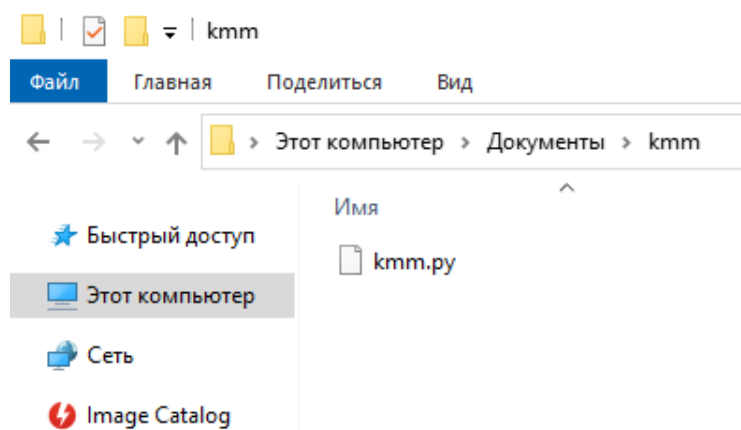 kmm
Файл Главная Поделиться Вид
Этот компьютер > Документы > kmm
Имя
Быстрый доступ
kmm.py
Этот компьютер
Сеть
Image Catalog